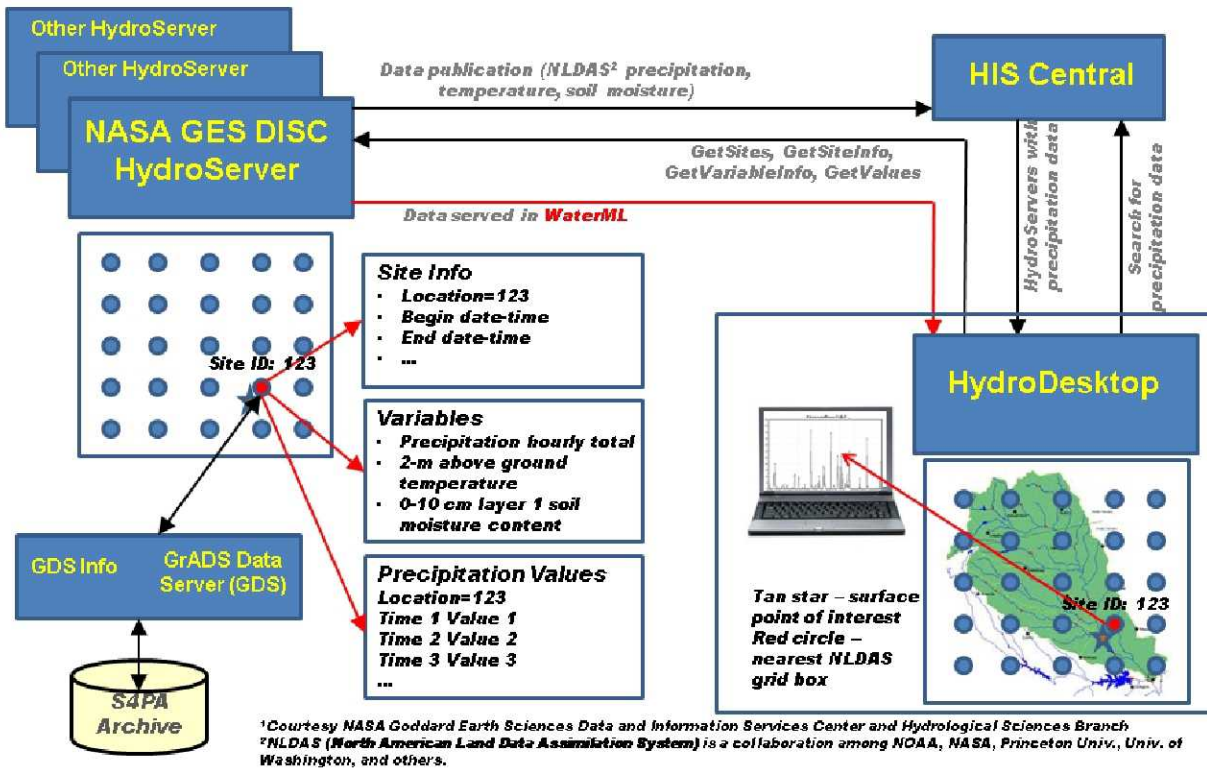 Other HydroServer
Other HydroServer
NASA GES DISC
HydroServer
Data publication (NLDAS² precipitation,
temperature, soil moisture)
GetSites, GetSiteInfo,
GetVariableInfo, GetValues
Data served in WaterML
HIS Central
HydroServers with
precipitation data
Search for
precipitation data
HydroDesktop
Site ID: 123
Site Info
• Location=123
• Begin date-time
• End date-time
• ...
Variables
• Precipitation hourly total
• 2-m above ground
temperature
• 0-10 cm layer 1 soil
moisture content
Precipitation Values
Location=123
Time 1 Value 1
Time 2 Value 2
Time 3 Value 3
...
GDS Info
GrADS Data
Server (GDS)
S4PA
Archive
Tan star – surface
point of interest
Red circle –
nearest NLDAS
grid box
Site ID: 123
¹Courtesy NASA Goddard Earth Sciences Data and Information Services Center and Hydrological Sciences Branch
²NLDAS (North American Land Data Assimilation System) is a collaboration among NOAA, NASA, Princeton Univ., Univ. of
Washington, and others.